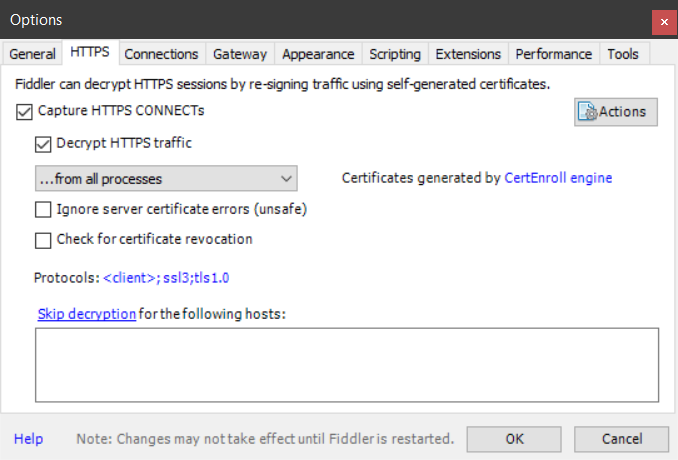 Options
General HTTPS Connections Gateway Appearance Scripting Extensions Performance Tools
Fiddler can decrypt HTTPS sessions by re-signing traffic using self-generated certificates.
Capture HTTPS CONNECTs
Actions
Decrypt HTTPS traffic
...from all processes
Certificates generated by CertEnroll engine
Ignore server certificate errors (unsafe)
Check for certificate revocation
Protocols: <client>; ssl3;tls1.0
Skip decryption for the following hosts:
Help
Note: Changes may not take effect until Fiddler is restarted.
OK
Cancel